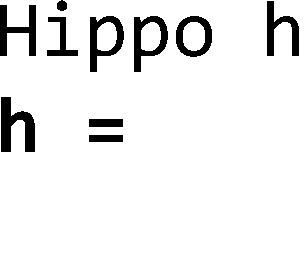 Hippo h
h =